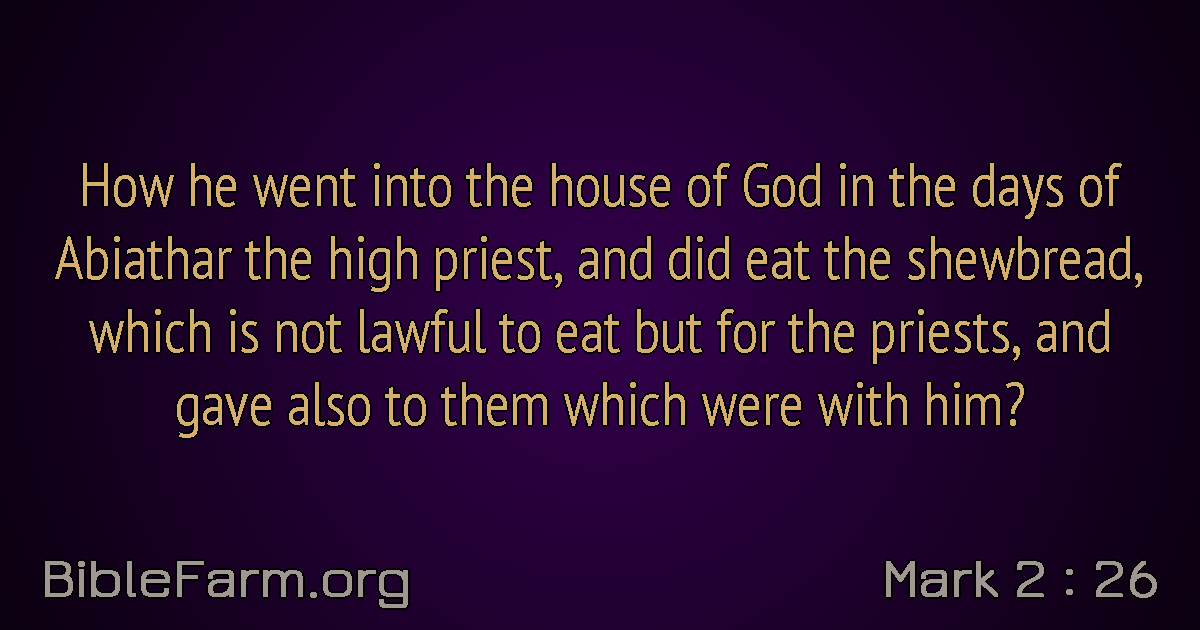 How he went into the house of God in the days of
Abiathar the high priest, and did eat the shewbread,
which is not lawful to eat but for the priests, and
gave also to them which were with him?
BibleFarm.org
Mark 2 : 26